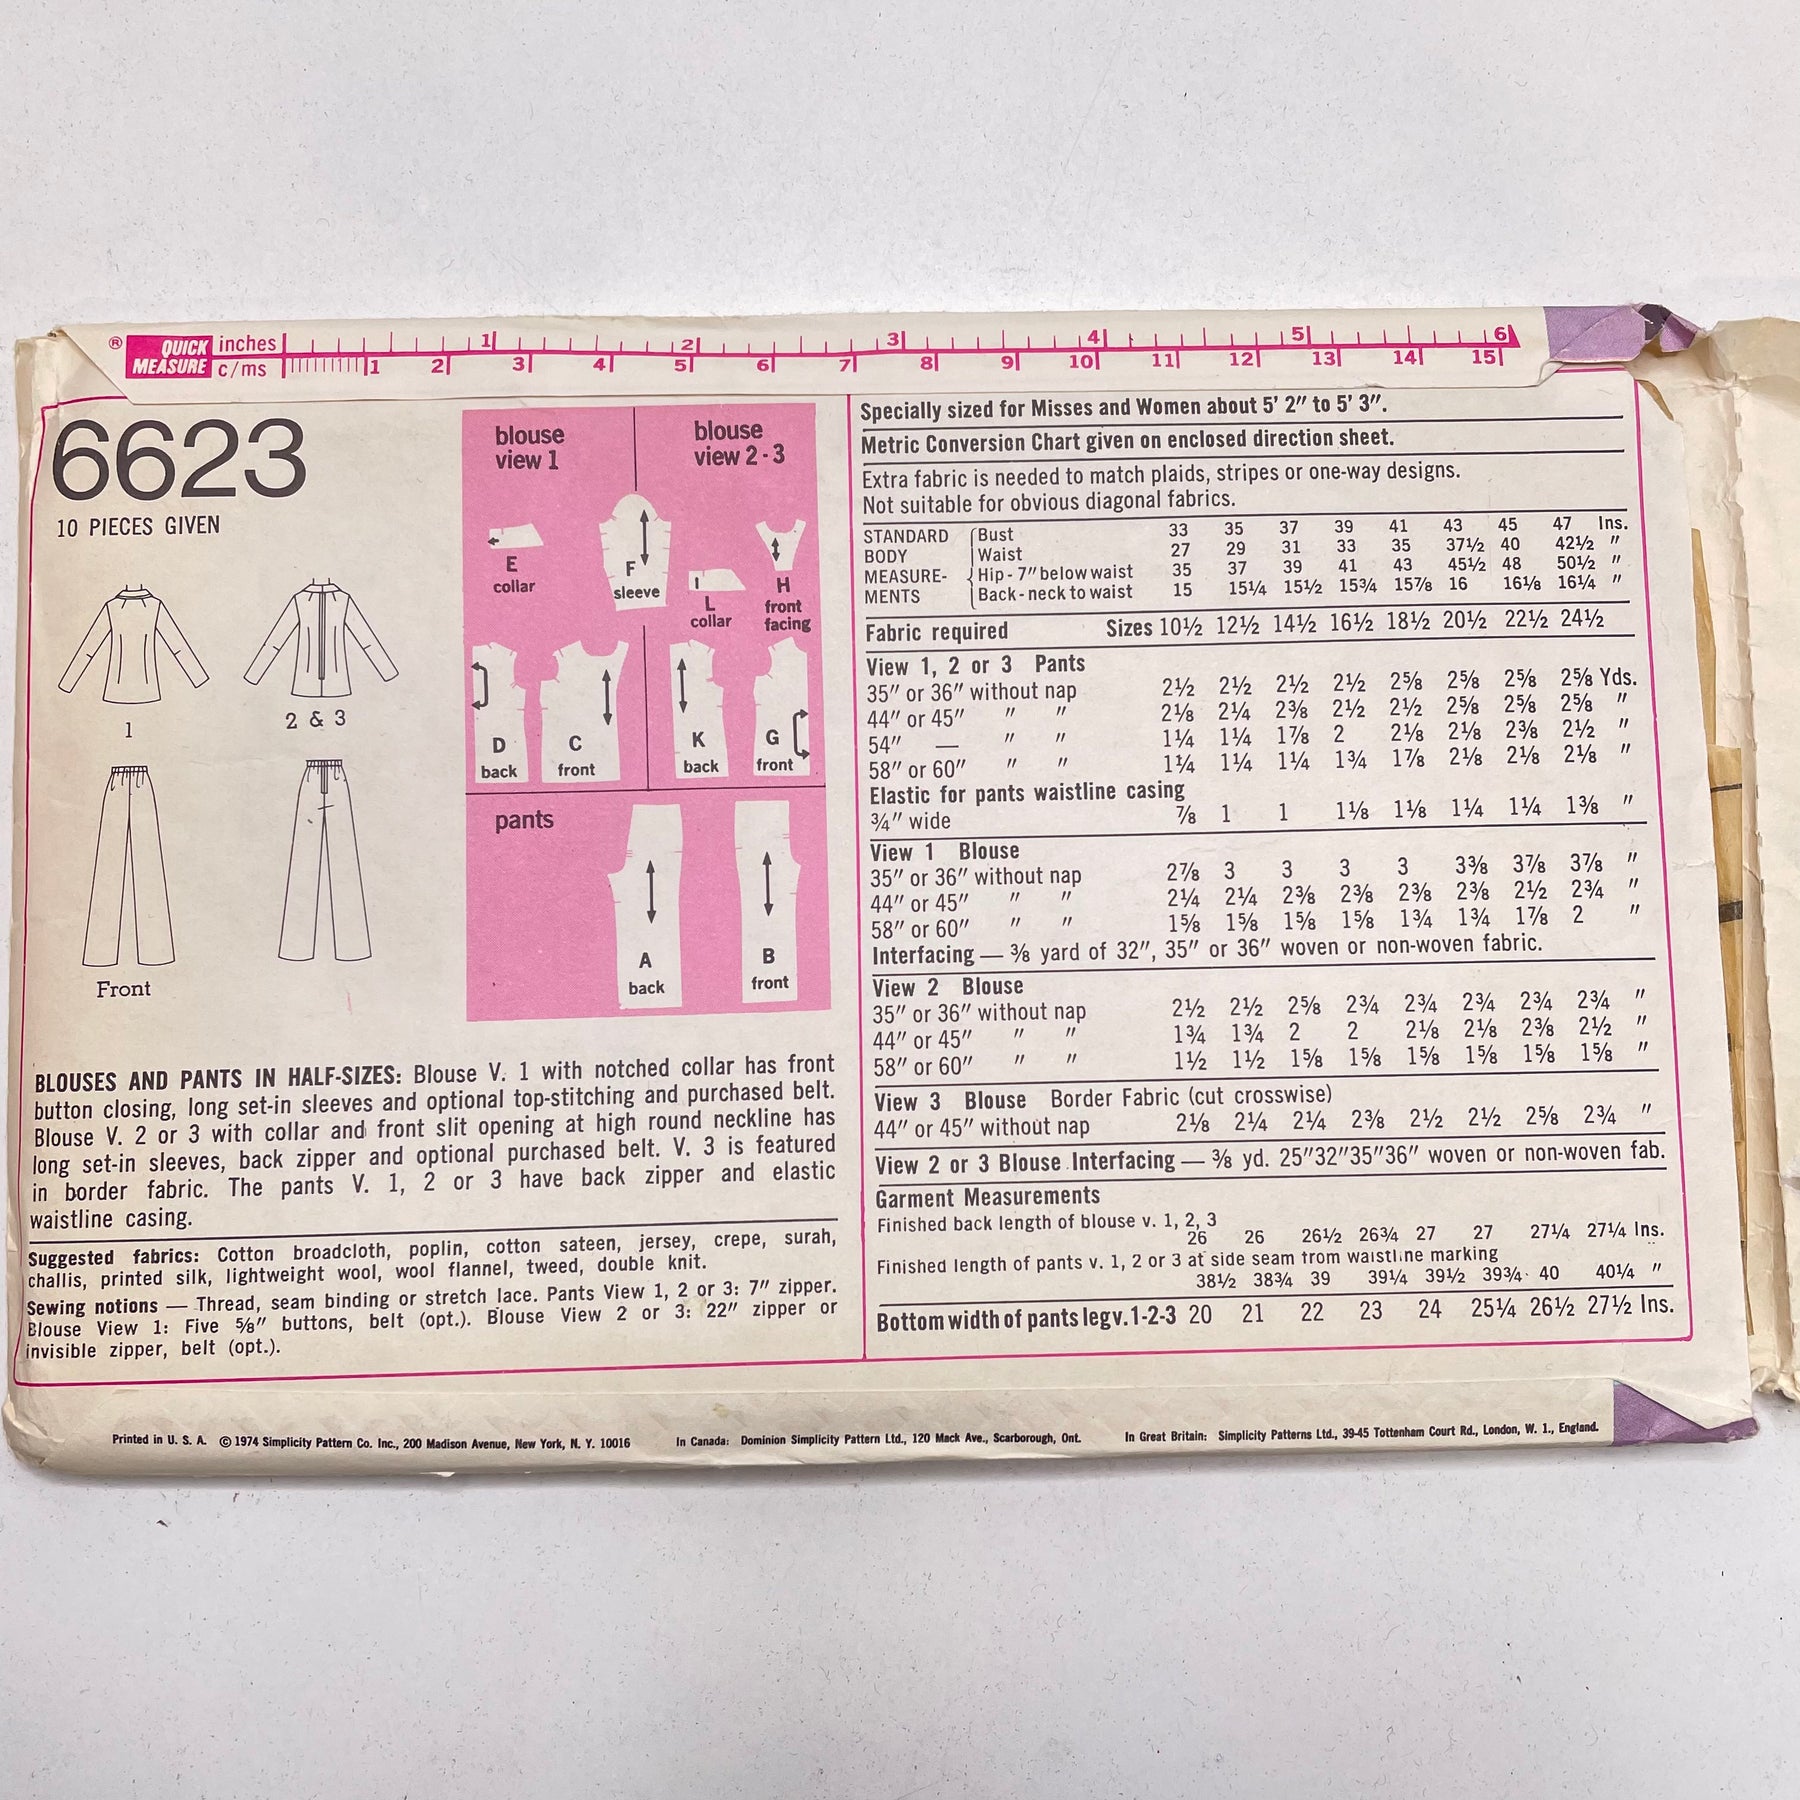 ® QUICK MEASURE inches 1 2 3 4 5 6
c/ms 1 2 3 4 5 6 7 8 9 10 11 12 13 14 15
6623
10 PIECES GIVEN
1
2 & 3
Front
blouse
view 1
blouse
view 2-3
E
collar
F
sleeve
L
collar
H
front
facing
D
back
C
front
K
back
G
front
pants
A
back
B
front
BLOUSES AND PANTS IN HALF-SIZES: Blouse V. 1 with notched collar has front
button closing, long set-in sleeves and optional top-stitching and purchased belt.
Blouse V. 2 or 3 with collar and front slit opening at high round neckline has
long set-in sleeves, back zipper and optional purchased belt. V. 3 is featured
in border fabric. The pants V. 1, 2 or 3 have back zipper and elastic
waistline casing.
Suggested fabrics: Cotton broadcloth, poplin, cotton sateen, jersey, crepe, surah,
challis, printed silk, lightweight wool, wool flannel, tweed, double knit.
Sewing notions — Thread, seam binding or stretch lace. Pants View 1, 2 or 3: 7" zipper.
Blouse View 1: Five ⅝" buttons, belt (opt.). Blouse View 2 or 3: 22" zipper or
invisible zipper, belt (opt.).
Specially sized for Misses and Women about 5' 2" to 5' 3".
Metric Conversion Chart given on enclosed direction sheet.
Extra fabric is needed to match plaids, stripes or one-way designs.
Not suitable for obvious diagonal fabrics.
STANDARD Bust 33 35 37 39 41 43 45 47 Ins.
BODY Waist 27 29 31 33 35 37½ 40 42½ "
MEASURE- Hip - 7" below waist 35 37 39 41 43 45½ 48 50½ "
MENTS Back - neck to waist 15 15¼ 15½ 15¾ 15⅞ 16 16⅛ 16¼ "
Fabric required Sizes 10½ 12½ 14½ 16½ 18½ 20½ 22½ 24½
View 1, 2 or 3 Pants
35" or 36" without nap 2½ 2½ 2½ 2½ 2⅝ 2⅝ 2⅝ 2⅝ Yds.
44" or 45" " " 2⅛ 2¼ 2⅜ 2½ 2½ 2⅝ 2⅝ 2⅝ "
54" — " " 1¼ 1¼ 1⅞ 2 2⅛ 2⅛ 2⅜ 2½ "
58" or 60" " " 1¼ 1¼ 1¼ 1¾ 1⅞ 2⅛ 2⅛ 2⅛ "
Elastic for pants waistline casing
¾" wide ⅞ 1 1 1⅛ 1⅛ 1¼ 1¼ 1⅜ "
View 1 Blouse
35" or 36" without nap 2⅞ 3 3 3 3 3⅜ 3⅞ 3⅞ "
44" or 45" " " 2¼ 2¼ 2⅜ 2⅜ 2⅜ 2⅜ 2½ 2¾ "
58" or 60" " " 1⅝ 1⅝ 1⅝ 1⅝ 1¾ 1¾ 1⅞ 2 "
Interfacing — ⅜ yard of 32", 35" or 36" woven or non-woven fabric.
View 2 Blouse
35" or 36" without nap 2½ 2½ 2⅝ 2¾ 2¾ 2¾ 2¾ 2¾ "
44" or 45" " " 1¾ 1¾ 2 2 2⅛ 2⅛ 2⅜ 2½ "
58" or 60" " " 1½ 1½ 1⅝ 1⅝ 1⅝ 1⅝ 1⅝ 1⅝ "
View 3 Blouse Border Fabric (cut crosswise)
44" or 45" without nap 2⅛ 2¼ 2¼ 2⅜ 2½ 2½ 2⅝ 2¾ "
View 2 or 3 Blouse Interfacing — ⅜ yd. 25"32"35"36" woven or non-woven fab.
Garment Measurements
Finished back length of blouse v. 1, 2, 3
26 26 26½ 26¾ 27 27 27¼ 27¼ Ins.
Finished length of pants v. 1, 2 or 3 at side seam from waistline marking
38½ 38¾ 39 39¼ 39½ 39¾ 40 40¼ "
Bottom width of pants leg v. 1-2-3 20 21 22 23 24 25¼ 26½ 27½ Ins.
Printed in U. S. A. © 1974 Simplicity Pattern Co. Inc., 200 Madison Avenue, New York, N. Y. 10016 In Canada: Dominion Simplicity Pattern Ltd., 120 Mack Ave., Scarborough, Ont. In Great Britain: Simplicity Patterns Ltd., 39-45 Tottenham Court Rd., London, W. 1., England.